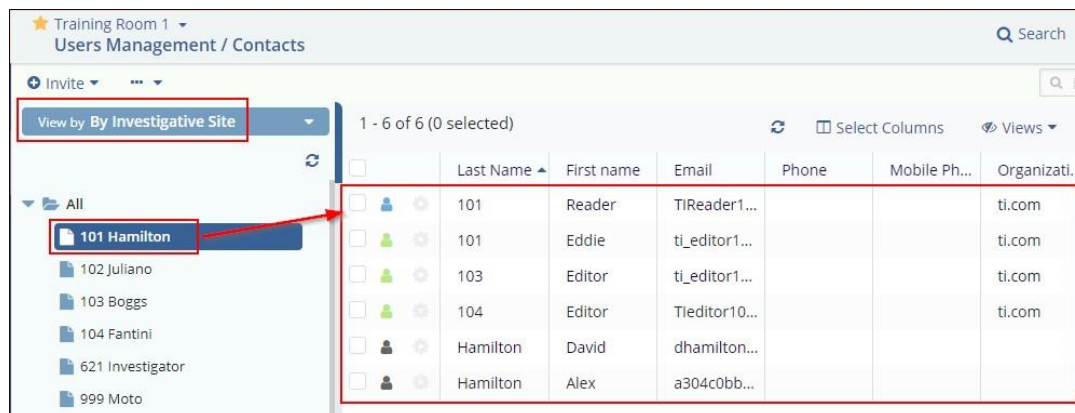 Training Room 1
Users Management / Contacts
Search
Invite
View by By Investigative Site
1 - 6 of 6 (0 selected)
Select Columns
Views
Last Name First name Email Phone Mobile Ph... Organizati.
All
101 Reader TIReader1... ti.com
101 Hamilton
101 Eddie ti_editor1... ti.com
102 Juliano
103 Editor ti_editor1... ti.com
103 Boggs
104 Editor TIeditor10... ti.com
104 Fantini
Hamilton David dhamilton...
621 Investigator
Hamilton Alex a304c0bb...
999 Moto